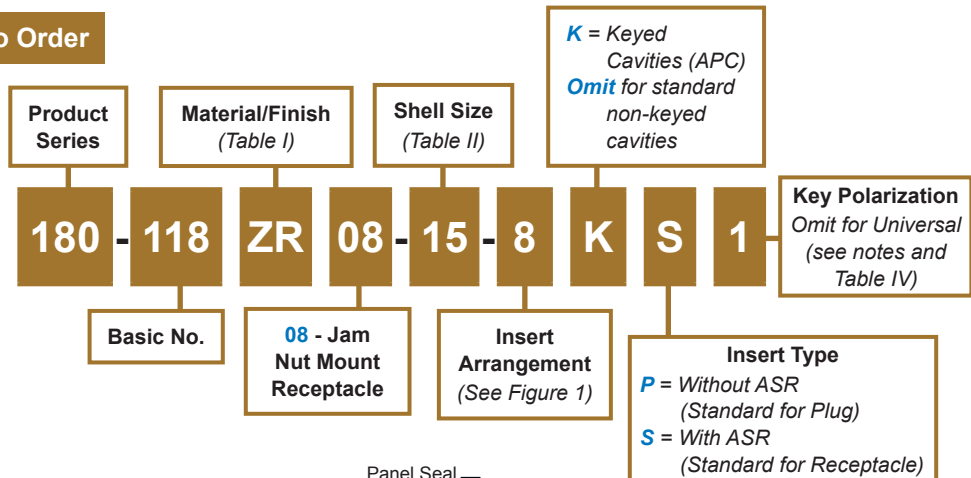 o Order
K = Keyed
Cavities (APC)
Omit for standard
non-keyed
cavities
Product
Series
Material/Finish
(Table I)
Shell Size
(Table II)
180 - 118 ZR 08 - 15 - 8 K S 1
Key Polarization
Omit for Universal
(see notes and
Table IV)
Basic No.
08 - Jam
Nut Mount
Receptacle
Insert
Arrangement
(See Figure 1)
Insert Type
P = Without ASR
(Standard for Plug)
S = With ASR
(Standard for Receptacle)
Panel Seal